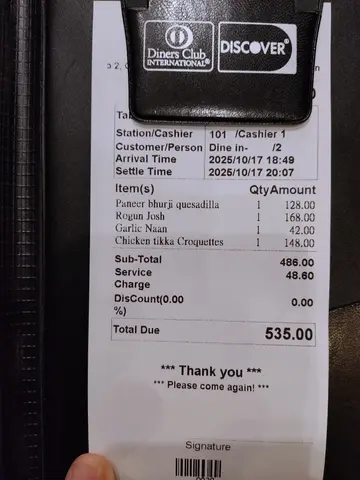 Diners Club
INTERNATIONAL®
DISCOVER®
Station/Cashier 101 /Cashier 1
Customer/Person Dine in- /2
Arrival Time 2025/10/17 18:49
Settle Time 2025/10/17 20:07
Item(s) Qty Amount
Paneer bhurji quesadilla 1 128.00
Rogun Josh 1 168.00
Garlic Naan 1 42.00
Chicken tikka Croquettes 1 148.00
Sub-Total 486.00
Service 48.60
Charge
DisCount(0.00 0.00
%)
Total Due 535.00
*** Thank you ***
*** Please come again! ***
Signature